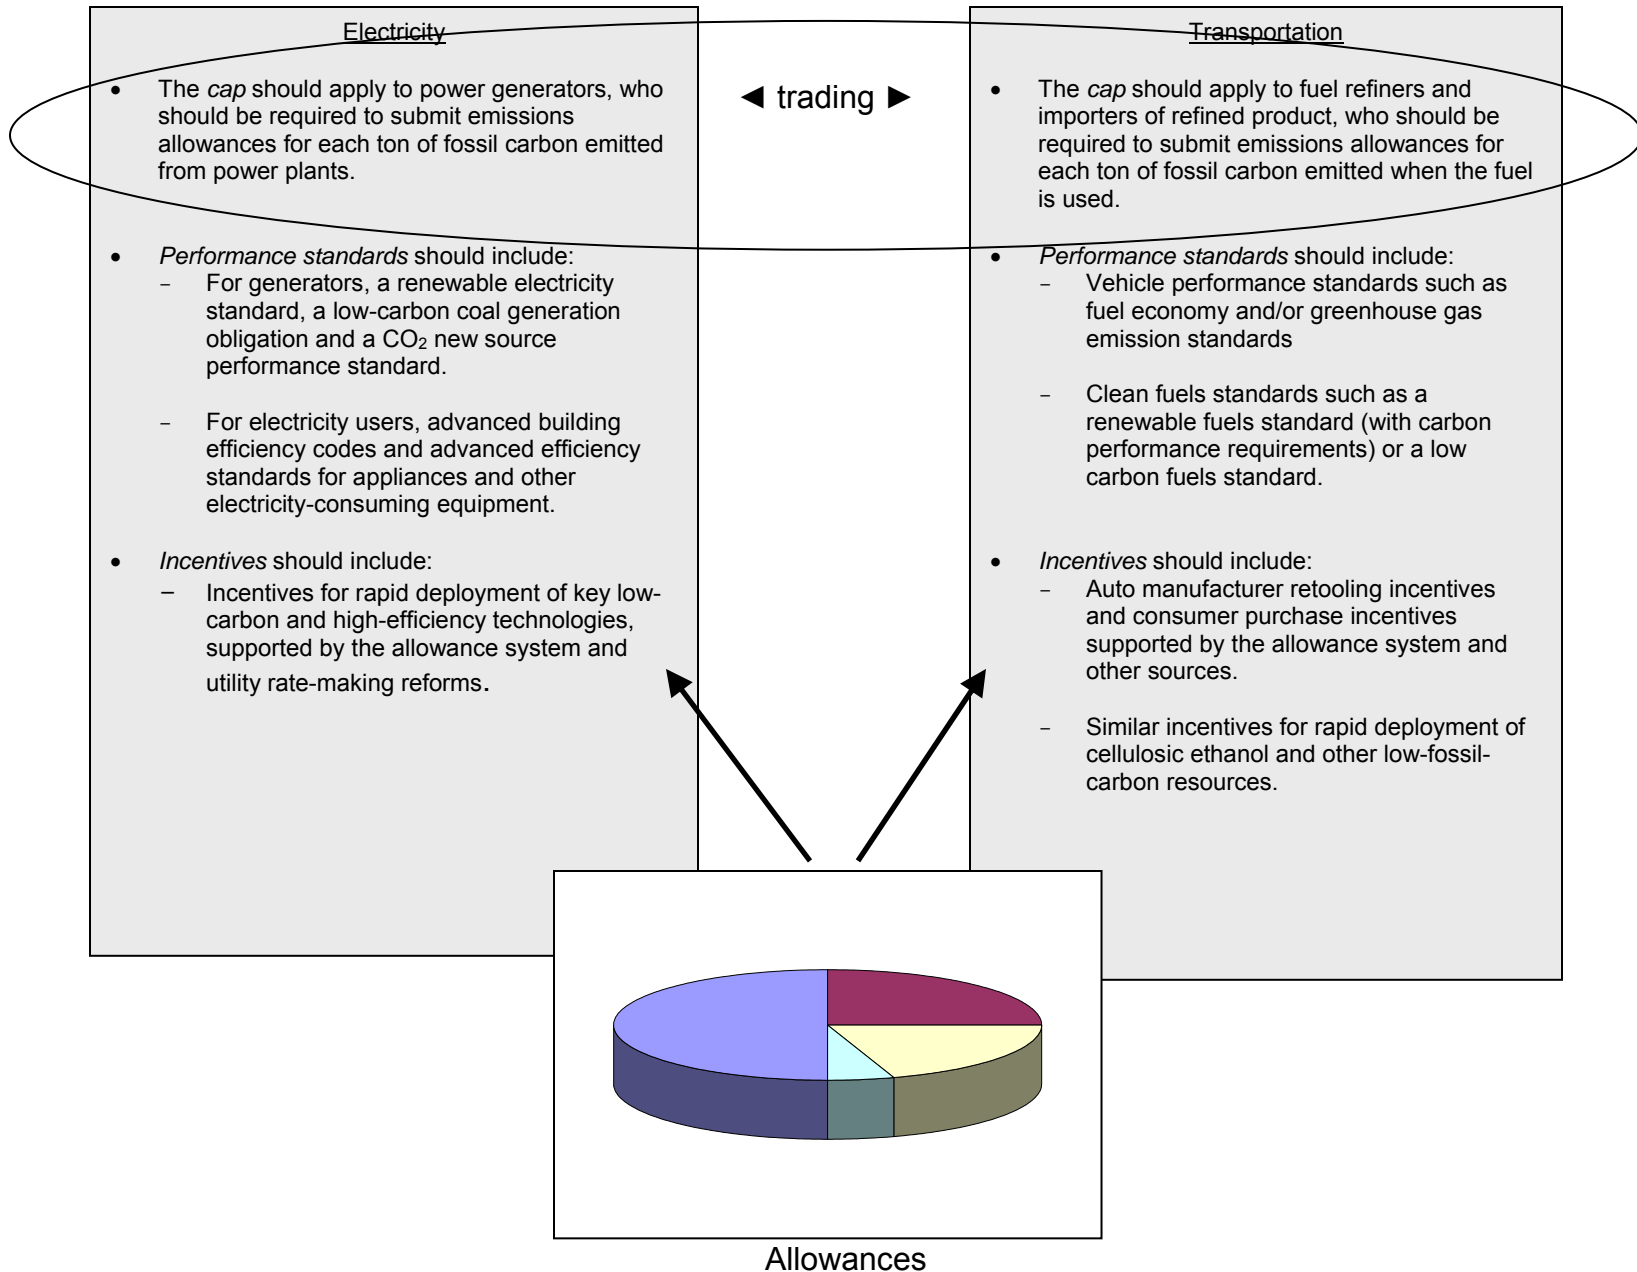 Electricity
• The cap should apply to power generators, who
should be required to submit emissions
allowances for each ton of fossil carbon emitted
from power plants.
• Performance standards should include:
- For generators, a renewable electricity
standard, a low-carbon coal generation
obligation and a CO₂ new source
performance standard.
- For electricity users, advanced building
efficiency codes and advanced efficiency
standards for appliances and other
electricity-consuming equipment.
• Incentives should include:
– Incentives for rapid deployment of key low-
carbon and high-efficiency technologies,
supported by the allowance system and
utility rate-making reforms.
◄ trading ►
Transportation
• The cap should apply to fuel refiners and
importers of refined product, who should be
required to submit emissions allowances for
each ton of fossil carbon emitted when the fuel
is used.
• Performance standards should include:
- Vehicle performance standards such as
fuel economy and/or greenhouse gas
emission standards
- Clean fuels standards such as a
renewable fuels standard (with carbon
performance requirements) or a low
carbon fuels standard.
• Incentives should include:
- Auto manufacturer retooling incentives
and consumer purchase incentives
supported by the allowance system and
other sources.
- Similar incentives for rapid deployment of
cellulosic ethanol and other low-fossil-
carbon resources.
Allowances